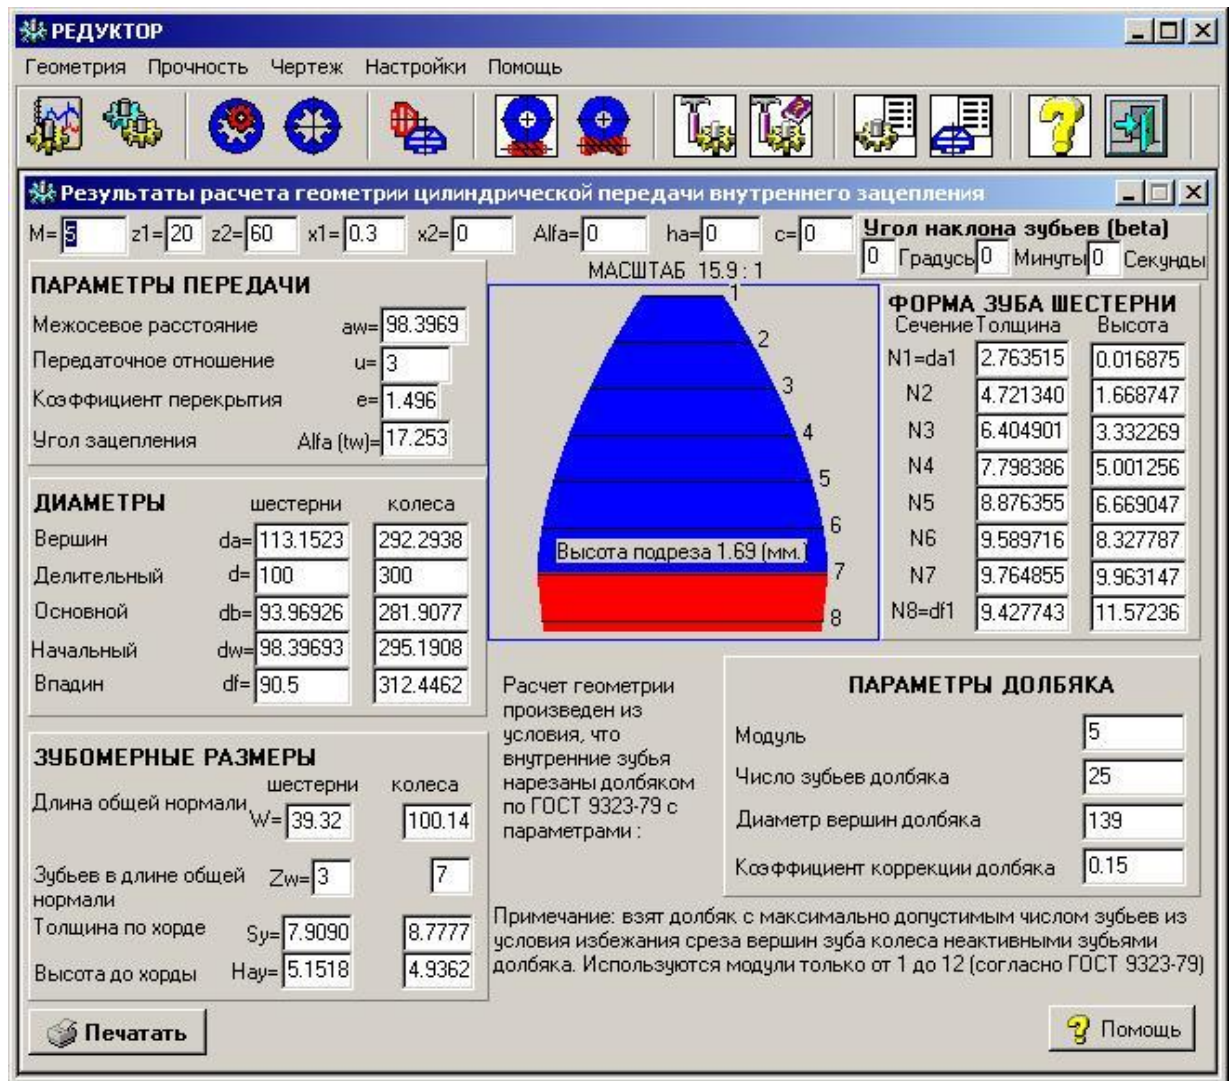 РЕДУКТОР
Геометрия Прочность Чертеж Настройки Помощь
Результаты расчета геометрии цилиндрической передачи внутреннего зацепления
M= 5 z1= 20 z2= 60 x1= 0.3 x2= 0 Alfa= 0 ha= 0 c= 0
Угол наклона зубьев (beta)
0 Градусы 0 Минуты 0 Секунды
ПАРАМЕТРЫ ПЕРЕДАЧИ
Межосевое расстояние aw= 98.3969
Передаточное отношение u= 3
Коэффициент перекрытия e= 1.496
Угол зацепления Alfa (tw)= 17.253
ДИАМЕТРЫ шестерни колеса
Вершин da= 113.1523 292.2938
Делительный d= 100 300
Основной db= 93.96926 281.9077
Начальный dw= 98.39693 295.1908
Впадин df= 90.5 312.4462
ЗУБОМЕРНЫЕ РАЗМЕРЫ
шестерни колеса
Длина общей нормали W= 39.32 100.14
Зубьев в длине общей нормали Zw= 3 7
Толщина по хорде Sy= 7.9090 8.7777
Высота до хорды Hay= 5.1518 4.9362
Печатать
МАСШТАБ 15.9 : 1
1
2
3
4
5
6
Высота подреза 1.69 (мм.)
7
8
ФОРМА ЗУБА ШЕСТЕРНИ
Сечение Толщина Высота
N1=da1 2.763515 0.016875
N2 4.721340 1.668747
N3 6.404901 3.332269
N4 7.798386 5.001256
N5 8.876355 6.669047
N6 9.589716 8.327787
N7 9.764855 9.963147
N8=df1 9.427743 11.57236
Расчет геометрии
произведен из
условия, что
внутренние зубья
нарезаны долбяком
по ГОСТ 9323-79 с
параметрами :
ПАРАМЕТРЫ ДОЛБЯКА
Модуль 5
Число зубьев долбяка 25
Диаметр вершин долбяка 139
Коэффициент коррекции долбяка 0.15
Примечание: взят долбяк с максимально допустимым числом зубьев из
условия избежания среза вершин зуба колеса неактивными зубьями
долбяка. Используются модули только от 1 до 12 (согласно ГОСТ 9323-79)
Помощь